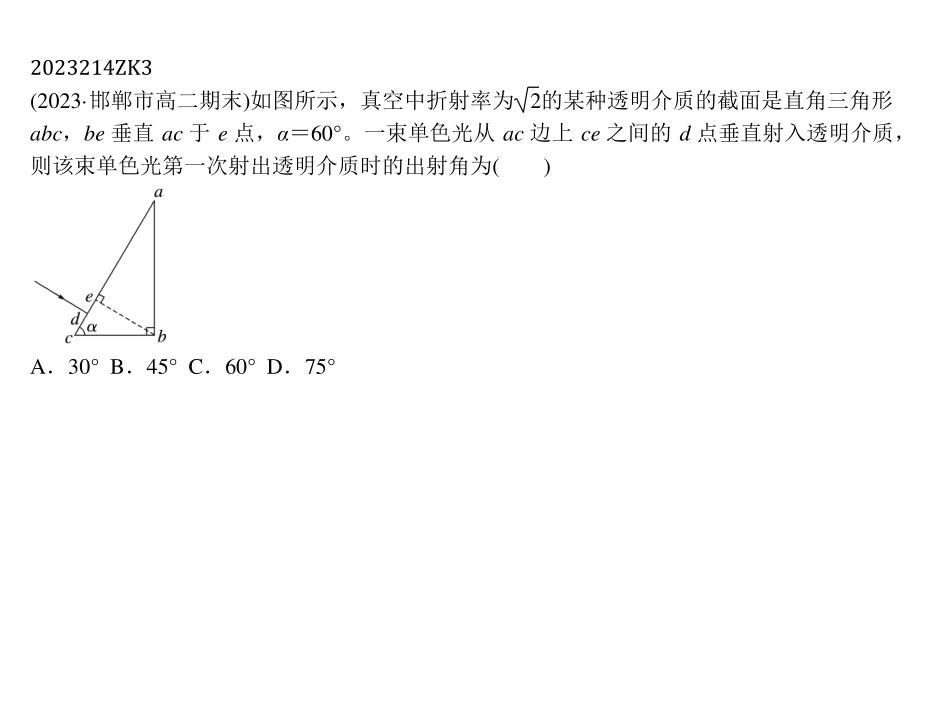 2023214ZK3
(2023·邯郸市高二期末)如图所示，真空中折射率为√2的某种透明介质的截面是直角三角形
abc，be 垂直 ac 于 e 点，α＝60°。一束单色光从 ac 边上 ce 之间的 d 点垂直射入透明介质，
则该束单色光第一次射出透明介质时的出射角为(　　)
a
e
d
α
c
b
A．30° B．45° C．60° D．75°